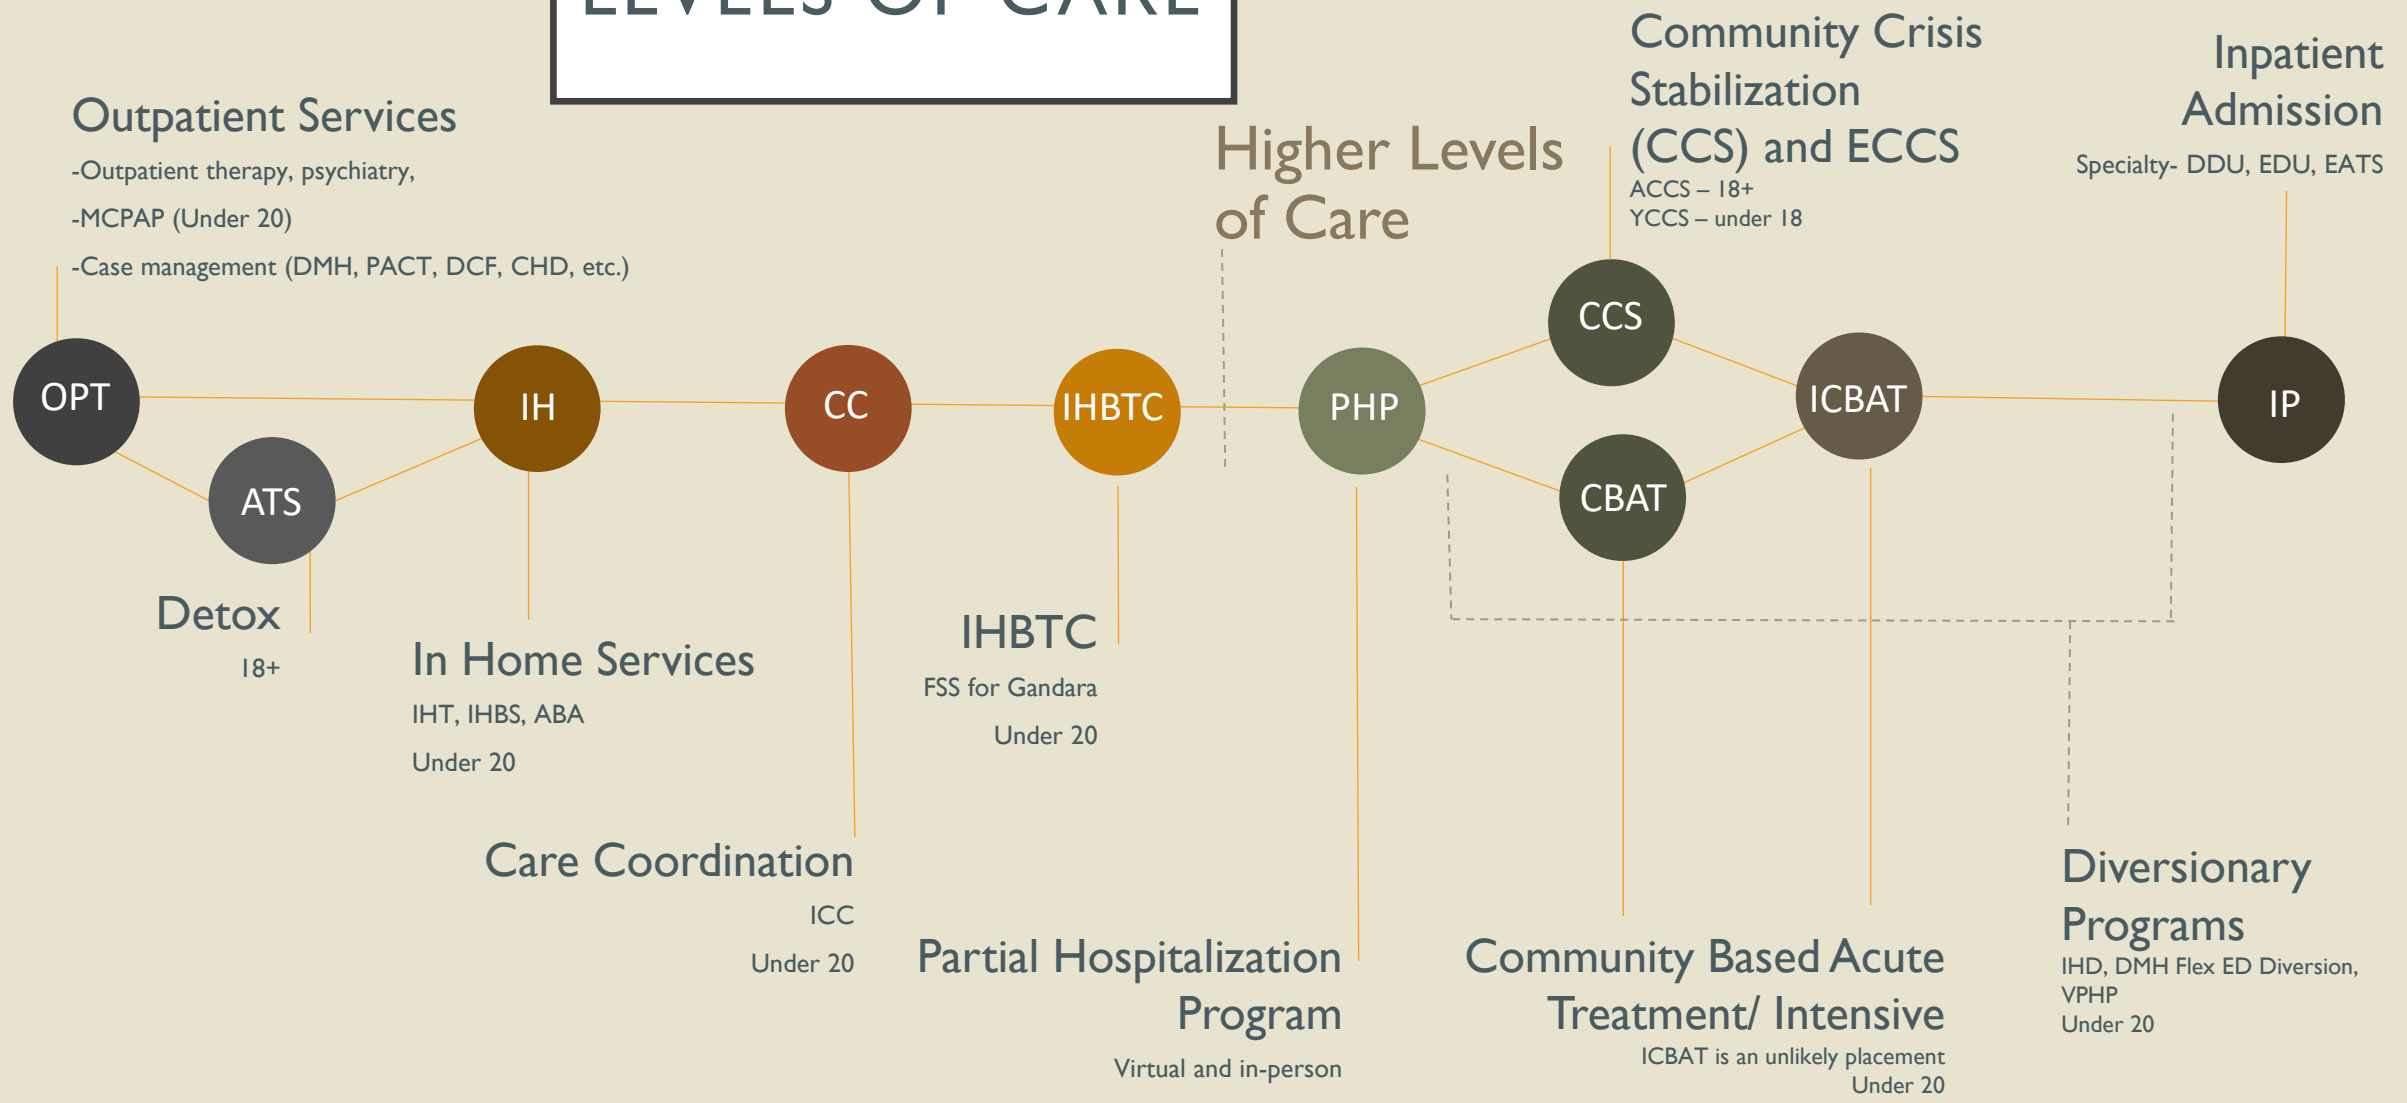 LEVELS OF CARE
Outpatient Services
-Outpatient therapy, psychiatry,
-MCPAP (Under 20)
-Case management (DMH, PACT, DCF, CHD, etc.)
Higher Levels
of Care
Community Crisis
Stabilization
(CCS) and ECCS
ACCS – 18+
YCCS – under 18
Inpatient
Admission
Specialty- DDU, EDU, EATS
OPT
ATS
IH
CC
IHBTC
PHP
CCS
CBAT
ICBAT
IP
Detox
18+
In Home Services
IHT, IHBS, ABA
Under 20
Care Coordination
ICC
Under 20
IHBTC
FSS for Gandara
Under 20
Partial Hospitalization
Program
Virtual and in-person
Community Based Acute
Treatment/ Intensive
ICBAT is an unlikely placement
Under 20
Diversionary
Programs
IHD, DMH Flex ED Diversion,
VPHP
Under 20